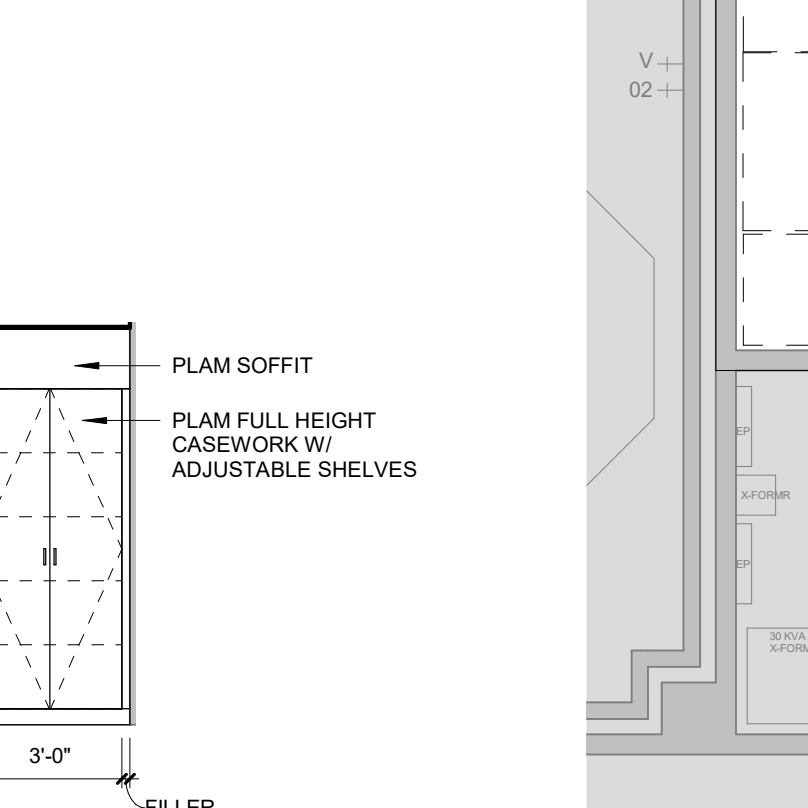 PLAM SOFFIT
PLAM FULL HEIGHT
CASEWORK W/
ADJUSTABLE SHELVES
3'-0"
FILLER
V
02
EP
X-FORMR
EP
30 KVA
X-FORM